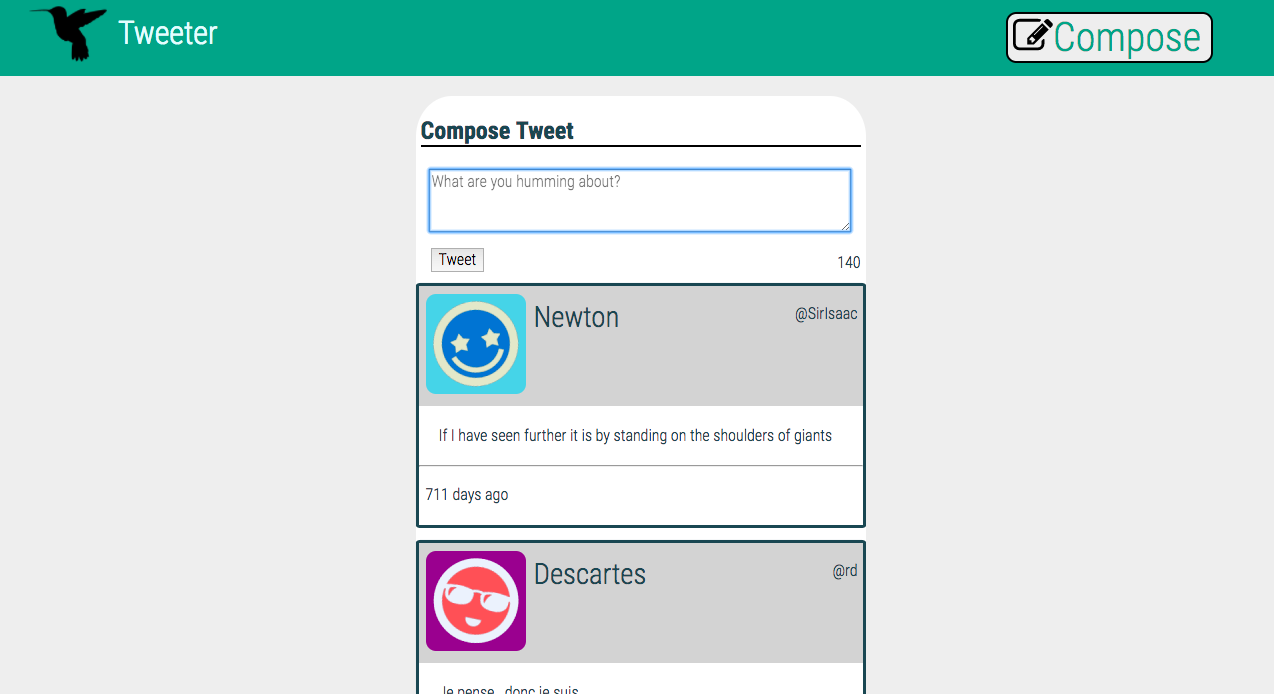 Tweeter
Compose
Compose Tweet
What are you humming about?
Tweet
140
Newton
@SirIsaac
If I have seen further it is by standing on the shoulders of giants
711 days ago
Descartes
@rd
Je pense , donc je suis